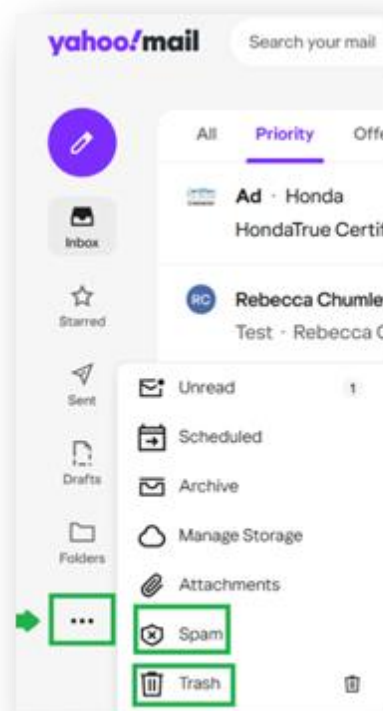 yahoo!mail
Search your mail
All Priority Offe
Ad · Honda
HondaTrue Certif
RC Rebecca Chumle
Test · Rebecca C
Inbox
Starred
Sent
Drafts
Folders
...
Unread 1
Scheduled
Archive
Manage Storage
Attachments
Spam
Trash